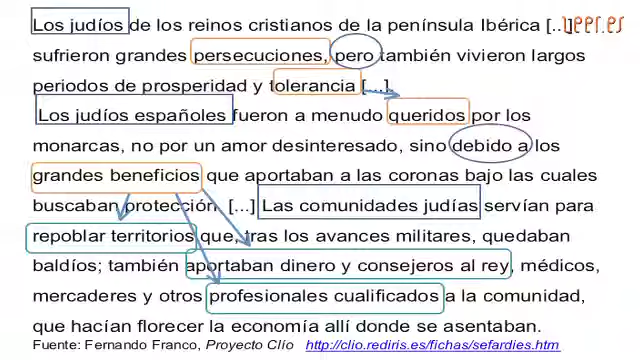 Los judíos de los reinos cristianos de la península Ibérica [...]
leer.es
sufrieron grandes persecuciones, pero también vivieron largos
periodos de prosperidad y tolerancia [...].
Los judíos españoles fueron a menudo queridos por los
monarcas, no por un amor desinteresado, sino debido a los
grandes beneficios que aportaban a las coronas bajo las cuales
buscaban protección. [...] Las comunidades judías servían para
repoblar territorios que, tras los avances militares, quedaban
baldíos; también aportaban dinero y consejeros al rey, médicos,
mercaderes y otros profesionales cualificados a la comunidad,
que hacían florecer la economía allí donde se asentaban.
Fuente: Fernando Franco, Proyecto Clío http://clio.rediris.es/fichas/sefardies.htm